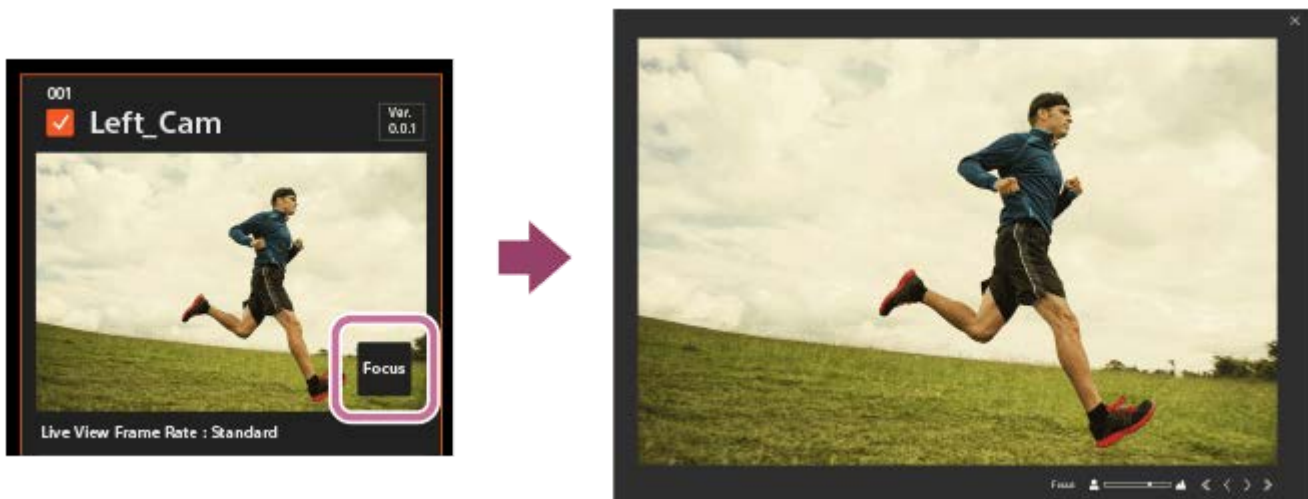 001
Left_Cam
Ver.
0.0.1
Focus
Live View Frame Rate : Standard
Focus